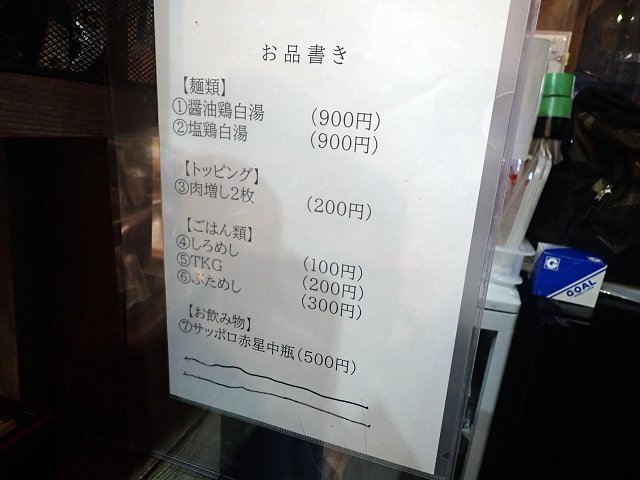 お品書き
【麺類】
①醤油鶏白湯 (900円)
②塩鶏白湯 (900円)
【トッピング】
③肉増し2枚 (200円)
【ごはん類】
④しろめし (100円)
⑤TKG (200円)
⑥ぶためし (300円)
【お飲み物】
⑦サッポロ赤星中瓶(500円)
G
GOAL